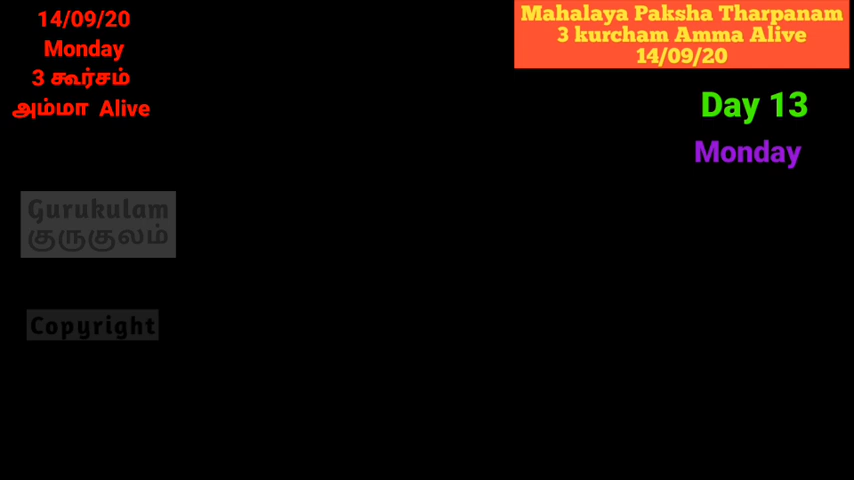 14/09/20
Monday
3 கூர்சம்
அம்மா Alive
Mahalaya Paksha Tharpanam
3 kurcham Amma Alive
14/09/20
Day 13
Monday
Gurukulam
குருகுலம்
Copyright